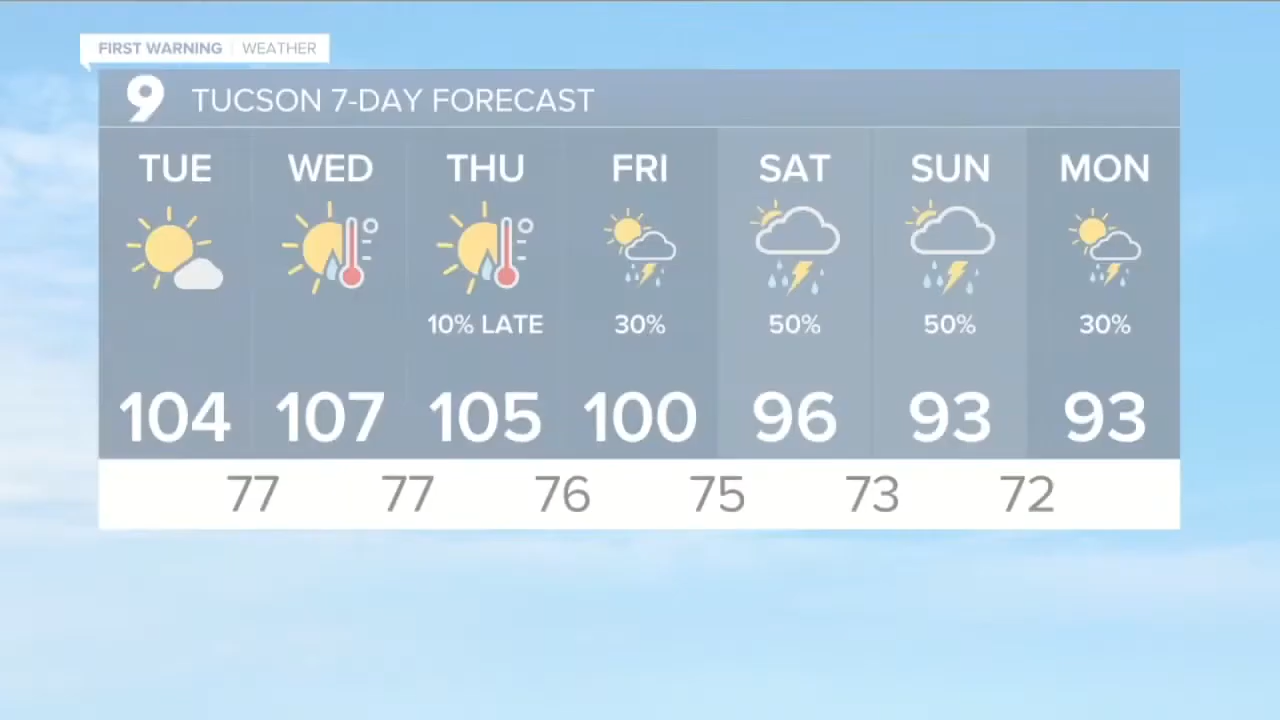 FIRST WARNING | WEATHER
9 TUCSON 7-DAY FORECAST
TUE WED THU FRI SAT SUN MON
10% LATE 30% 50% 50% 30%
104 107 105 100 96 93 93
77 77 76 75 73 72